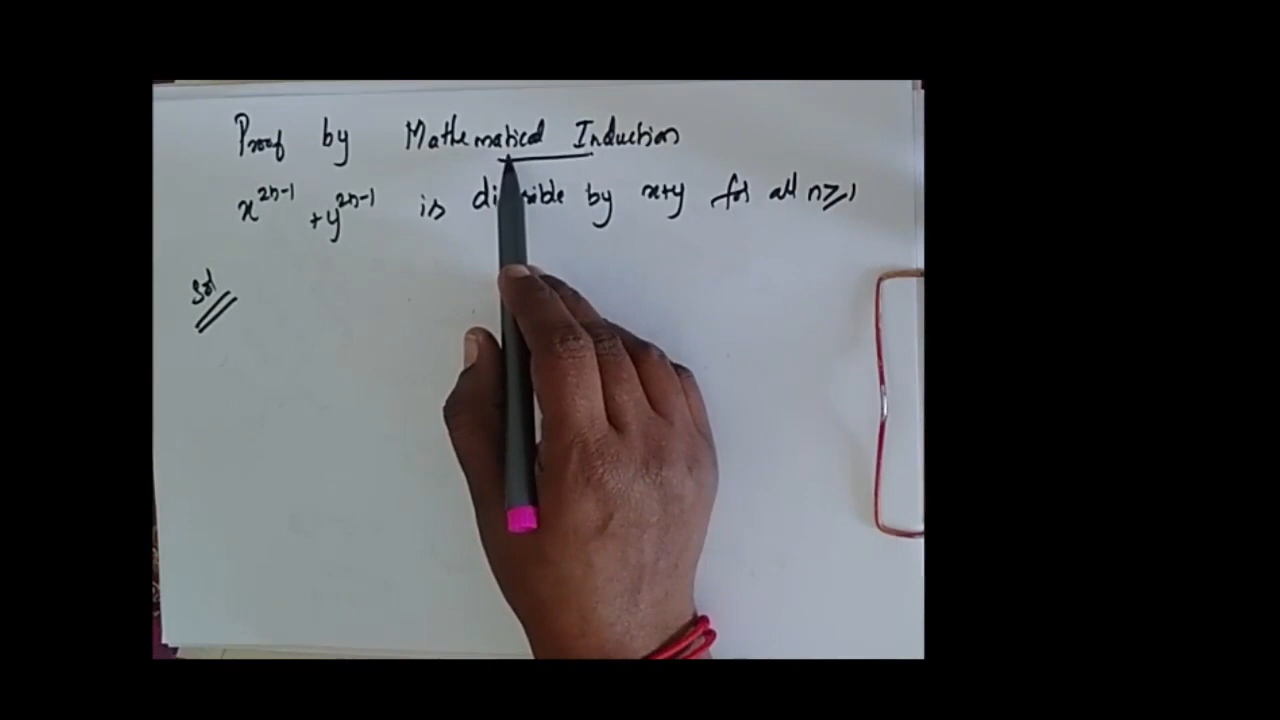 Proof by Mathematical Induction
x^{2n-1} + y^{2n-1} is divisible by x+y for all n≥1
Sol